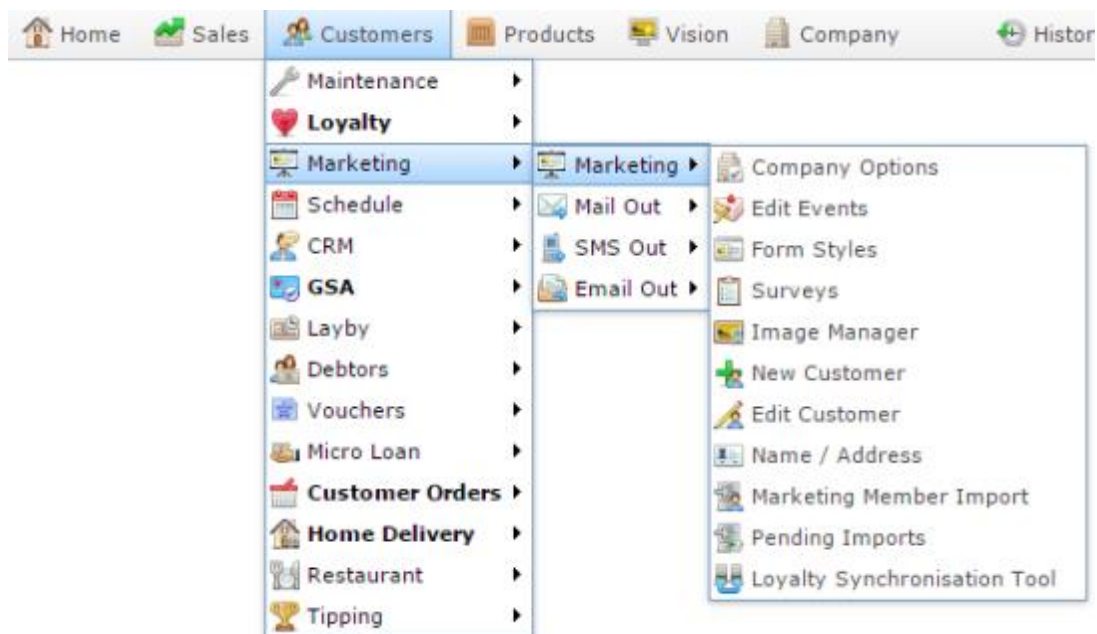 Home Sales Customers Products Vision Company Histor
Maintenance
Loyalty
Marketing
Schedule
CRM
GSA
Layby
Debtors
Vouchers
Micro Loan
Customer Orders
Home Delivery
Restaurant
Tipping
Marketing
Mail Out
SMS Out
Email Out
Company Options
Edit Events
Form Styles
Surveys
Image Manager
New Customer
Edit Customer
Name / Address
Marketing Member Import
Pending Imports
Loyalty Synchronisation Tool